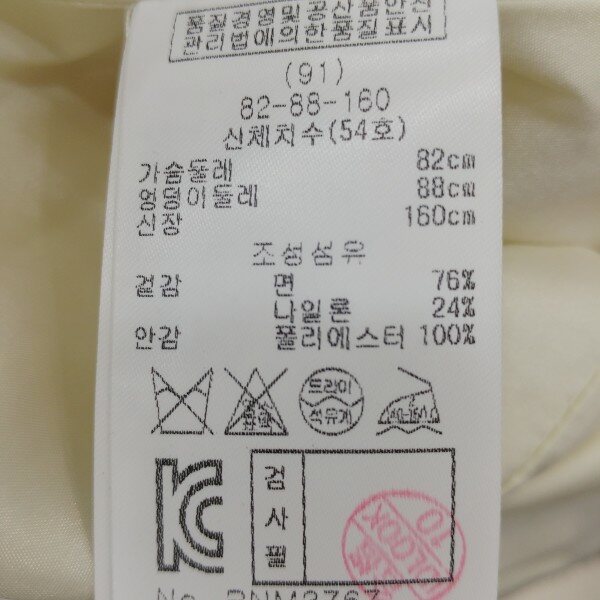 품질경영및공산품안전
관리법에의한품질표시
(91)
82-88-160
신체치수(54호)
가슴둘레 82cm
엉덩이둘레 88cm
신장 160cm
조성섬유
겉감 면 76%
나일론 24%
안감 폴리에스터 100%
드라이
석유계
검
사
필